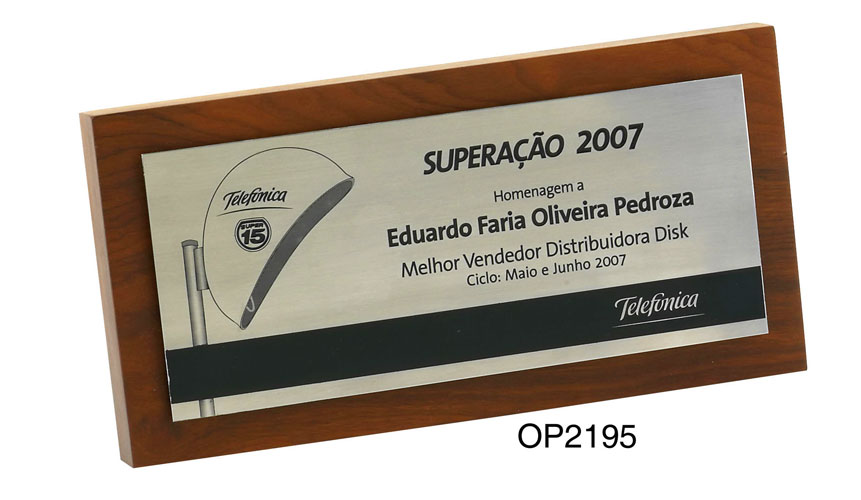 SUPERAÇÃO 2007
Homenagem a
Eduardo Faria Oliveira Pedroza
Melhor Vendedor Distribuidora Disk
Ciclo: Maio e Junho 2007
Telefonica
SUPER
15
Telefonica
OP2195